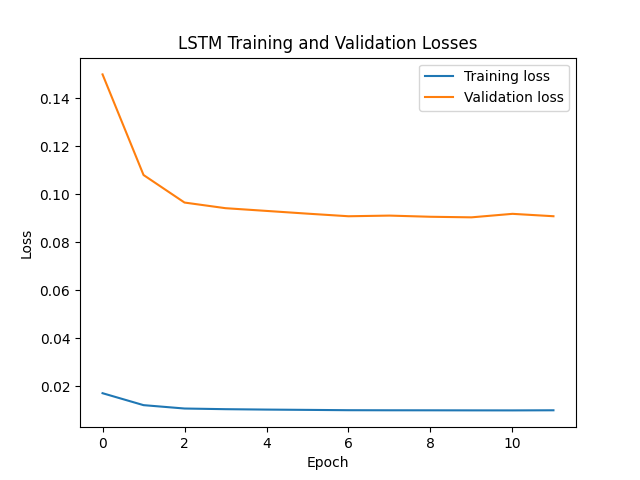 LSTM Training and Validation Losses
Training loss
Validation loss
0.14
0.12
0.10
0.08
0.06
0.04
0.02
Loss
0 2 4 6 8 10
Epoch